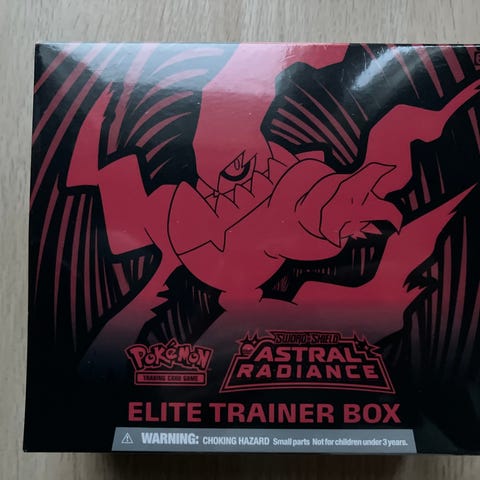 Pokémon
TRADING CARD GAME
SWORD & SHIELD
ASTRAL
RADIANCE
ELITE TRAINER BOX
WARNING: CHOKING HAZARD Small parts Not for children under 3 years.